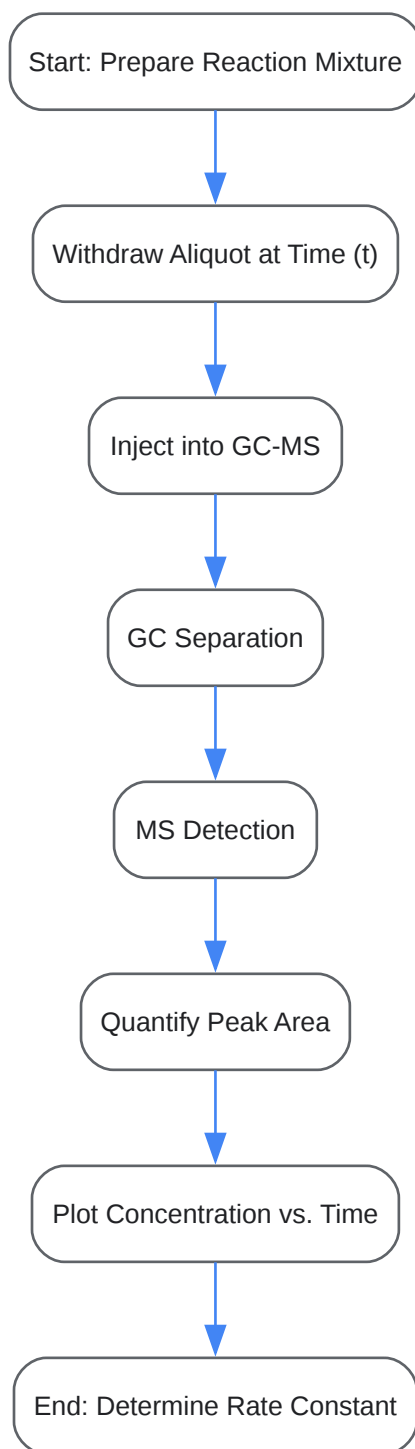 Start: Prepare Reaction Mixture
Withdraw Aliquot at Time (t)
Inject into GC-MS
GC Separation
MS Detection
Quantify Peak Area
Plot Concentration vs. Time
End: Determine Rate Constant